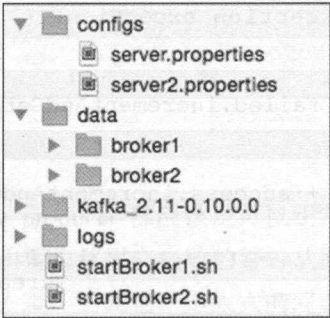 configs
server.properties
server2.properties
data
broker1
broker2
kafka_2.11-0.10.0.0
logs
startBroker1.sh
startBroker2.sh